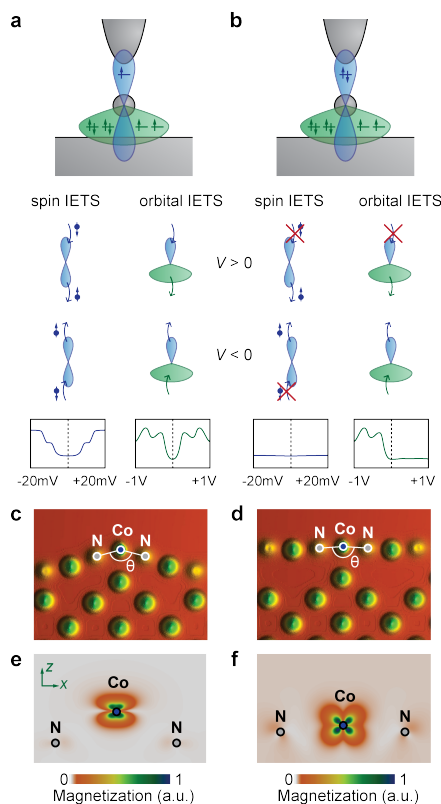 a b
spin IETS orbital IETS spin IETS orbital IETS
V > 0
V < 0
-20mV +20mV -1V +1V -20mV +20mV -1V +1V
c d
Co Co
N N N N
θ θ
e f
z
x
Co Co
N N N N
0 1 0 1
Magnetization (a.u.) Magnetization (a.u.)